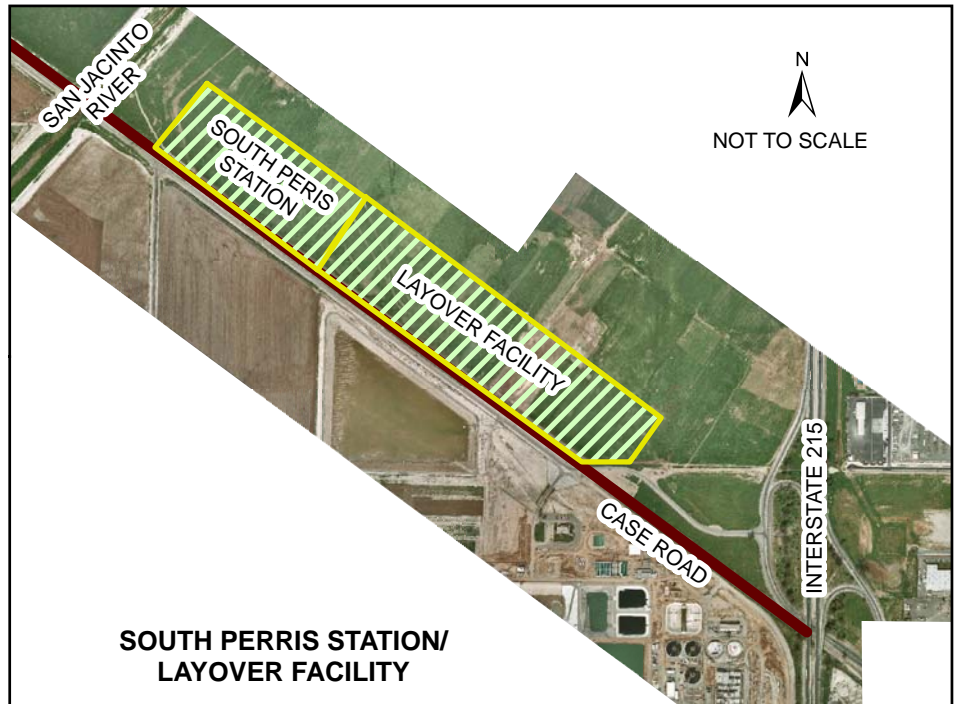 SAN JACINTO
RIVER
N
NOT TO SCALE
SOUTH PERIS
STATION
LAYOVER FACILITY
CASE ROAD
INTERSTATE 215
SOUTH PERRIS STATION/
LAYOVER FACILITY